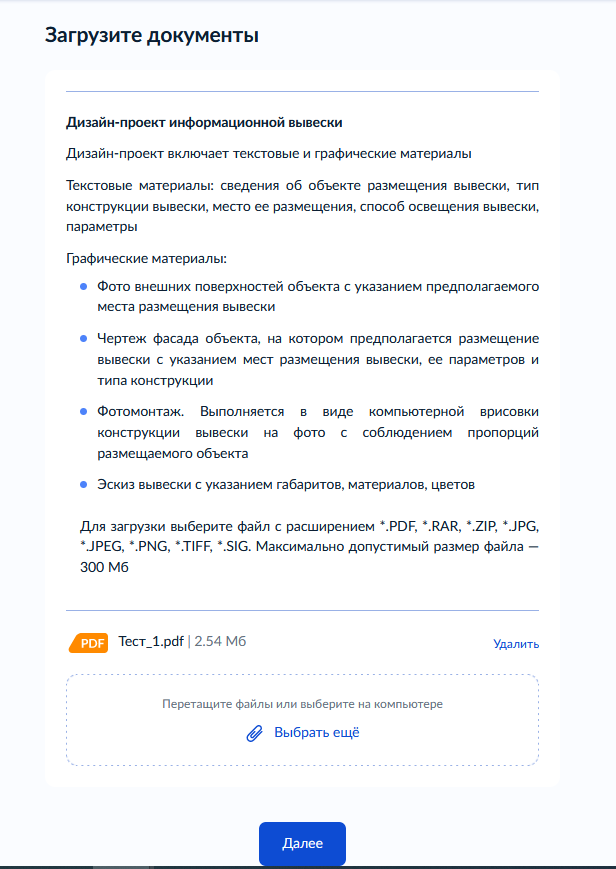 Загрузите документы
Дизайн-проект информационной вывески
Дизайн-проект включает текстовые и графические материалы
Текстовые материалы: сведения об объекте размещения вывески, тип
конструкции вывески, место ее размещения, способ освещения вывески,
параметры
Графические материалы:
Фото внешних поверхностей объекта с указанием предполагаемого
места размещения вывески
Чертеж фасада объекта, на котором предполагается размещение
вывески с указанием мест размещения вывески, ее параметров и
типа конструкции
Фотомонтаж. Выполняется в виде компьютерной врисовки
конструкции вывески на фото с соблюдением пропорций
размещаемого объекта
Эскиз вывески с указанием габаритов, материалов, цветов
Для загрузки выберите файл с расширением *.PDF, *.RAR, *.ZIP, *.JPG,
*.JPEG, *.PNG, *.TIFF, *.SIG. Максимально допустимый размер файла —
300 Мб
PDF Тест_1.pdf | 2.54 Мб Удалить
Перетащите файлы или выберите на компьютере
Выбрать ещё
Далее